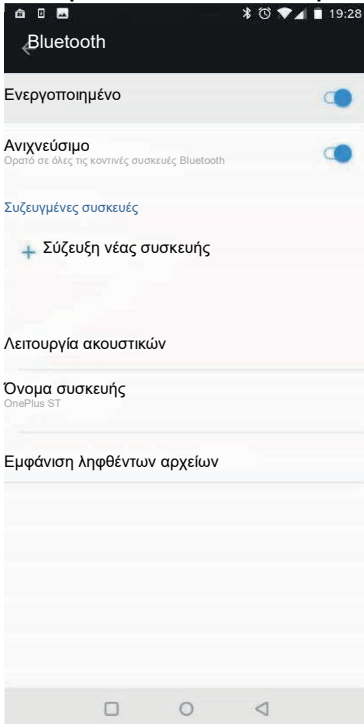 19:28
Bluetooth
Ενεργοποιημένο
Ανιχνεύσιμο
Ορατό σε όλες τις κοντινές συσκευές Bluetooth
Συζευγμένες συσκευές
+ Σύζευξη νέας συσκευής
Λειτουργία ακουστικών
Όνομα συσκευής
OnePlus ST
Εμφάνιση ληφθέντων αρχείων